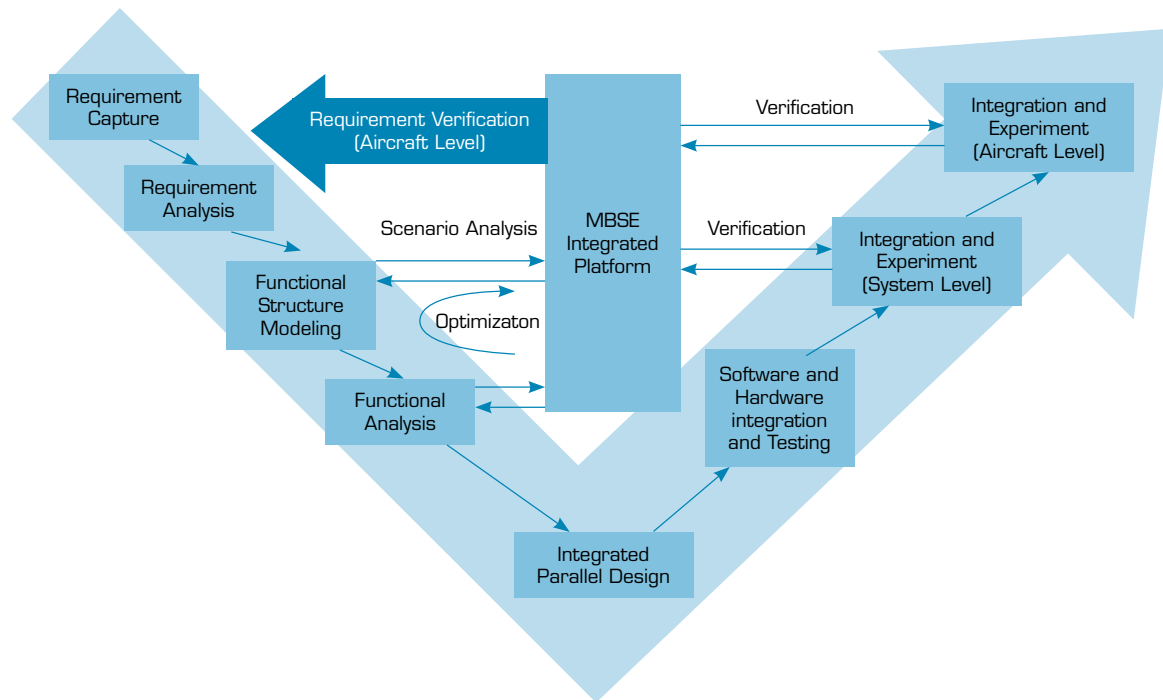 Requirement
Capture
Requirement Verification
(Aircraft Level)
Verification
Integration and
Experiment
(Aircraft Level)
Requirement
Analysis
Scenario Analysis
MBSE
Integrated
Platform
Verification
Integration and
Experiment
(System Level)
Functional
Structure
Modeling
Optimizaton
Functional
Analysis
Software and
Hardware
integration
and Testing
Integrated
Parallel Design